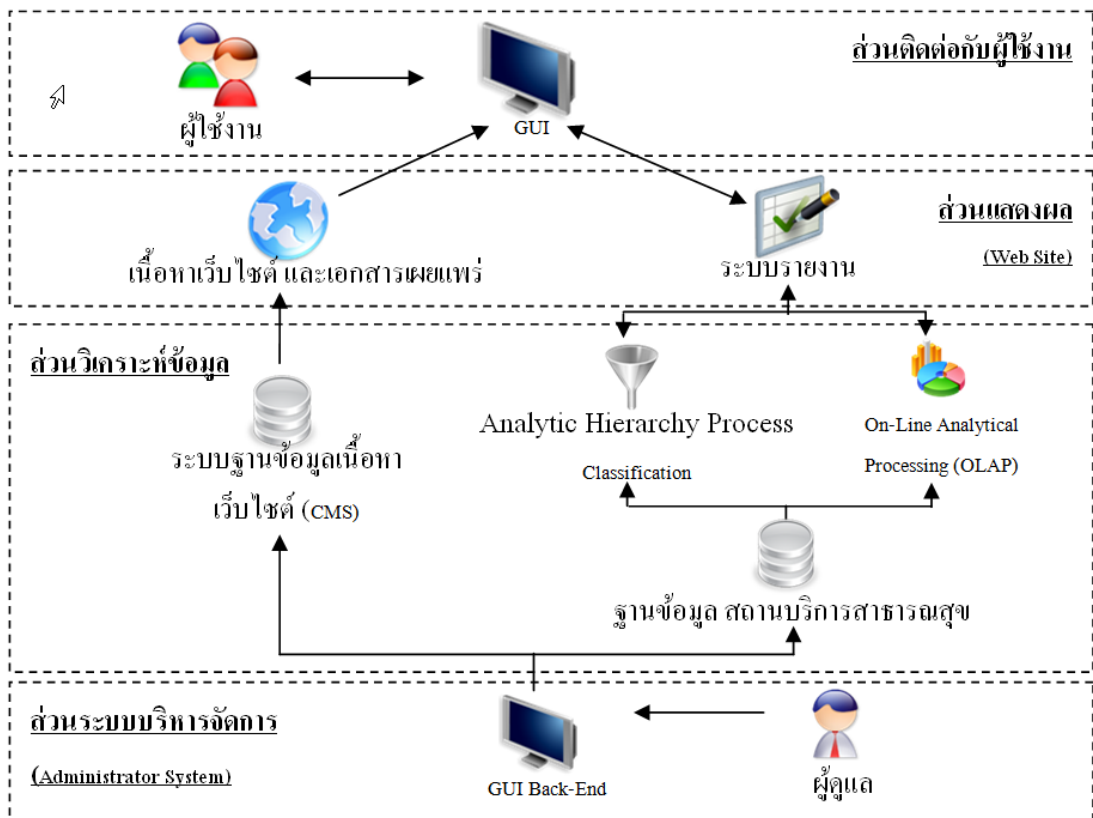 ส่วนติดต่อกับผู้ใช้งาน
ผู้ใช้งาน
GUI
ส่วนแสดงผล
(Web Site)
เนื้อหาเว็บไซต์ และเอกสารเผยแพร่
ระบบรายงาน
ส่วนวิเคราะห์ข้อมูล
ระบบฐานข้อมูลเนื้อหา
เว็บไซต์ (CMS)
Analytic Hierarchy Process
Classification
On-Line Analytical
Processing (OLAP)
ฐานข้อมูล สถานบริการสาธารณสุข
ส่วนระบบบริหารจัดการ
(Administrator System)
GUI Back-End
ผู้ดูแล